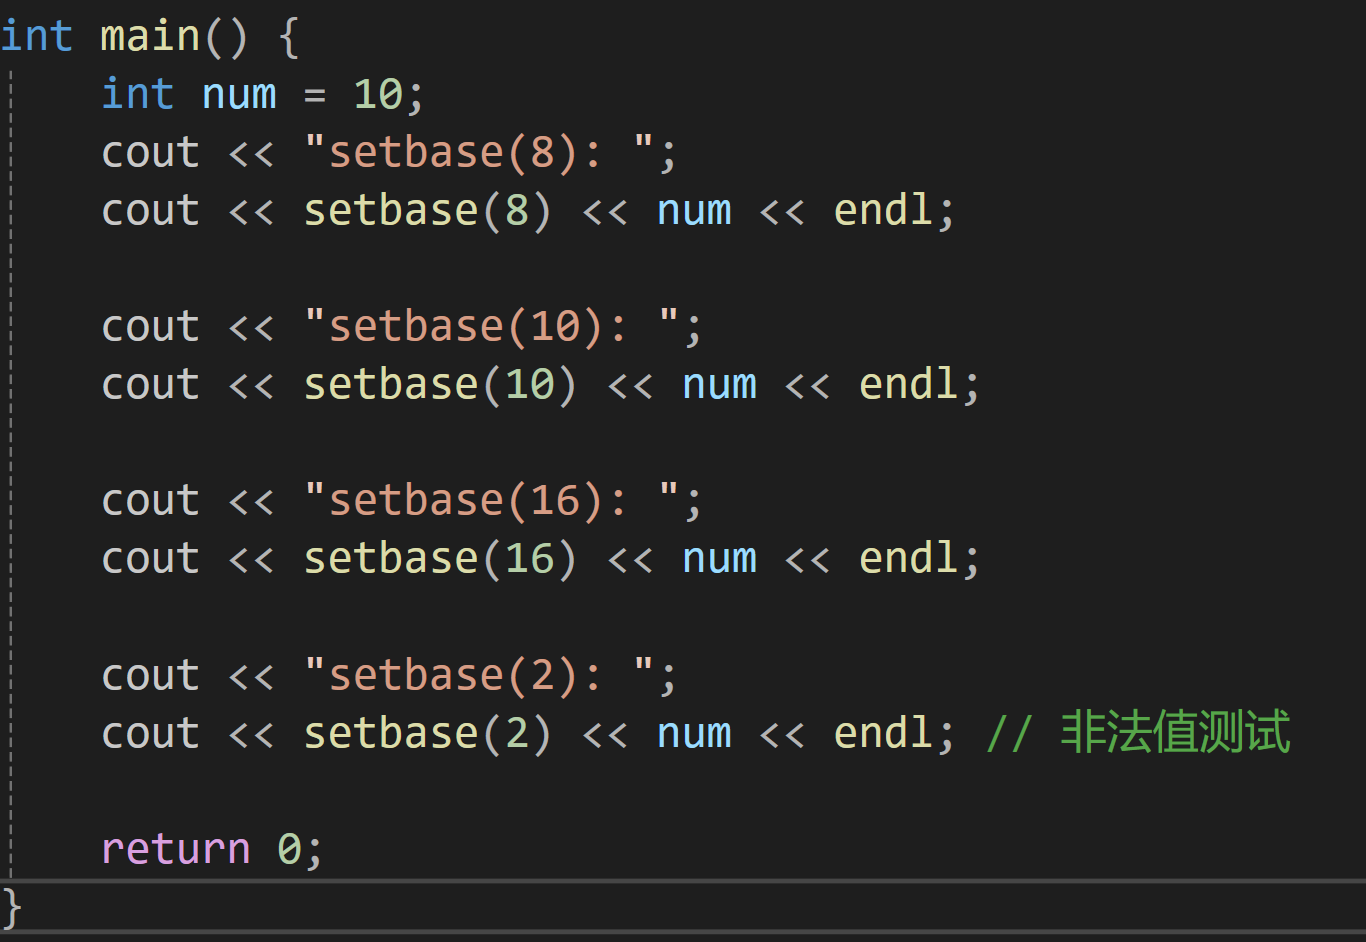 int main() {
    int num = 10;
    cout << "setbase(8): ";
    cout << setbase(8) << num << endl;

    cout << "setbase(10): ";
    cout << setbase(10) << num << endl;

    cout << "setbase(16): ";
    cout << setbase(16) << num << endl;

    cout << "setbase(2): ";
    cout << setbase(2) << num << endl; // 非法值测试

    return 0;
}